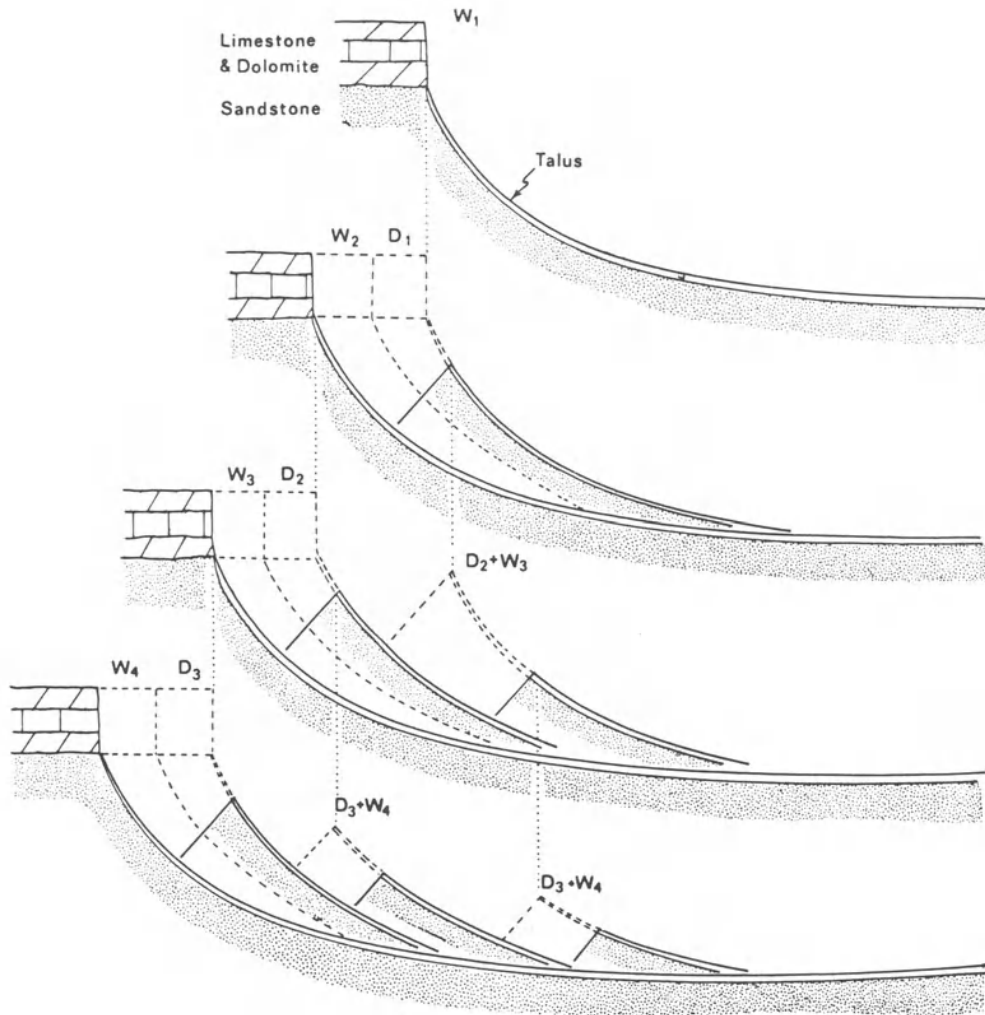 W₁
Limestone
& Dolomite
Sandstone
Talus
W₂ D₁
W₃ D₂
D₂+W₃
W₄ D₃
D₃+W₄
D₃+W₄